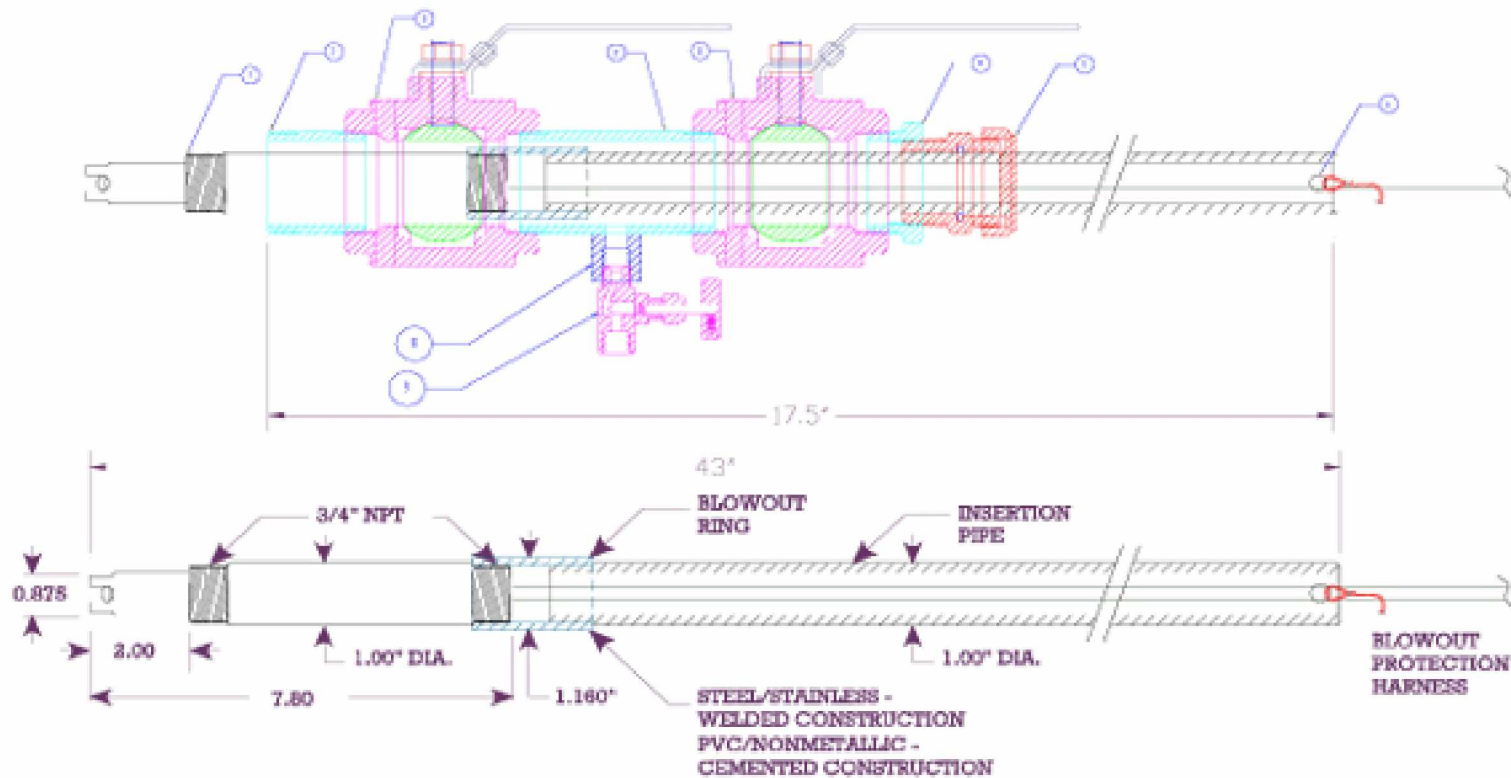 17.5"
43"
3/4" NPT
BLOWOUT
RING
INSERTION
PIPE
0.875
2.00
1.00" DIA.
7.80
1.160"
1.00" DIA.
STEEL/STAINLESS -
WELDED CONSTRUCTION
PVC/NONMETALLIC -
CEMENTED CONSTRUCTION
BLOWOUT
PROTECTION
HARNESS